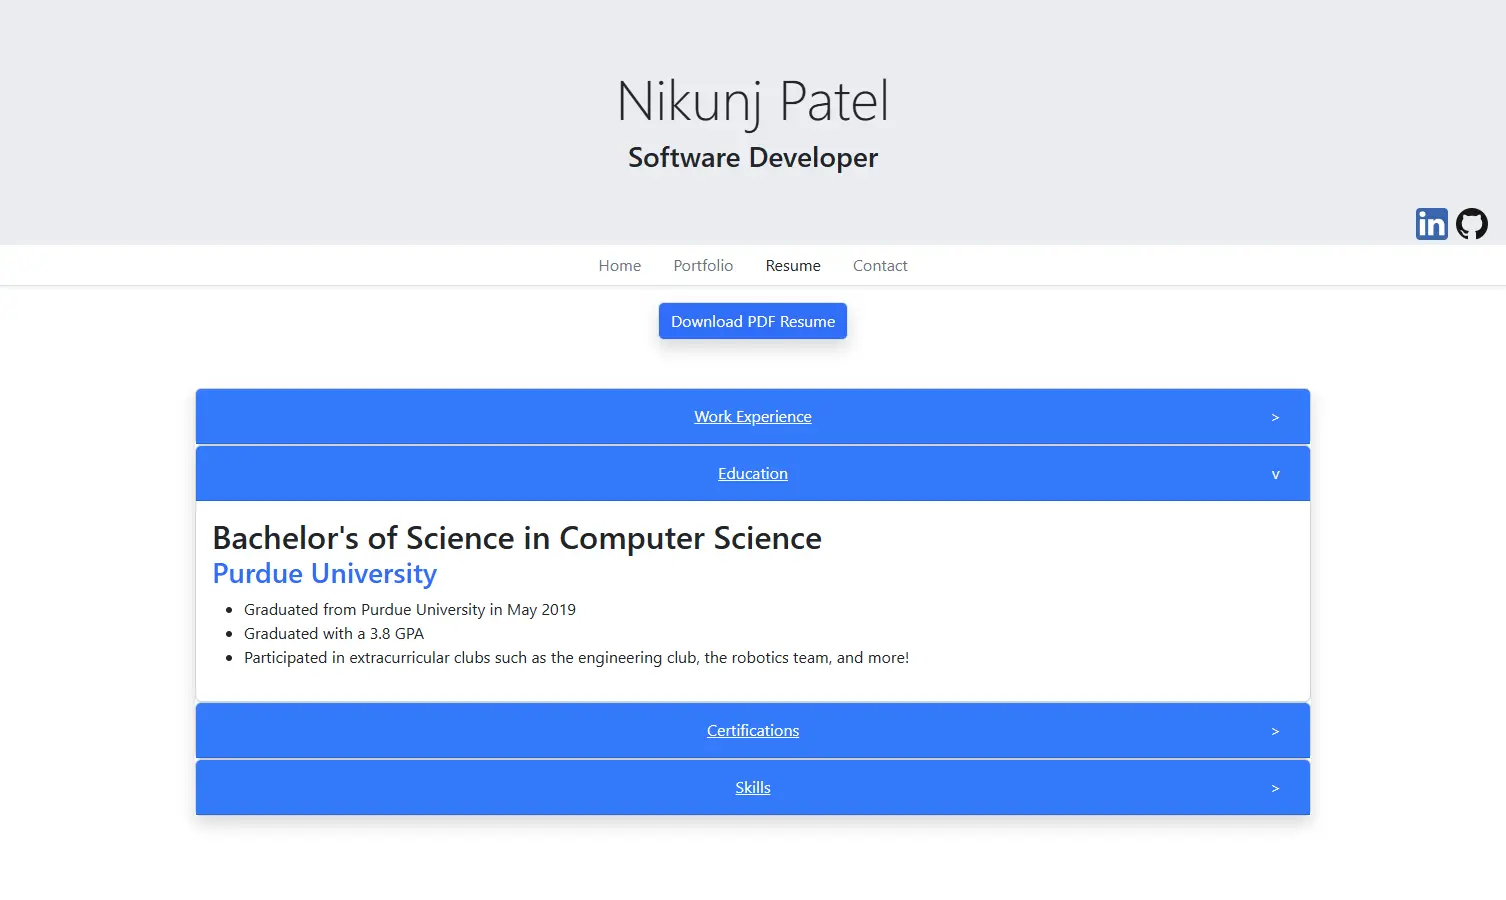 Nikunj Patel
Software Developer
in
Home Portfolio Resume Contact
Download PDF Resume
Work Experience >
Education v
Bachelor's of Science in Computer Science
Purdue University
• Graduated from Purdue University in May 2019
• Graduated with a 3.8 GPA
• Participated in extracurricular clubs such as the engineering club, the robotics team, and more!
Certifications >
Skills >